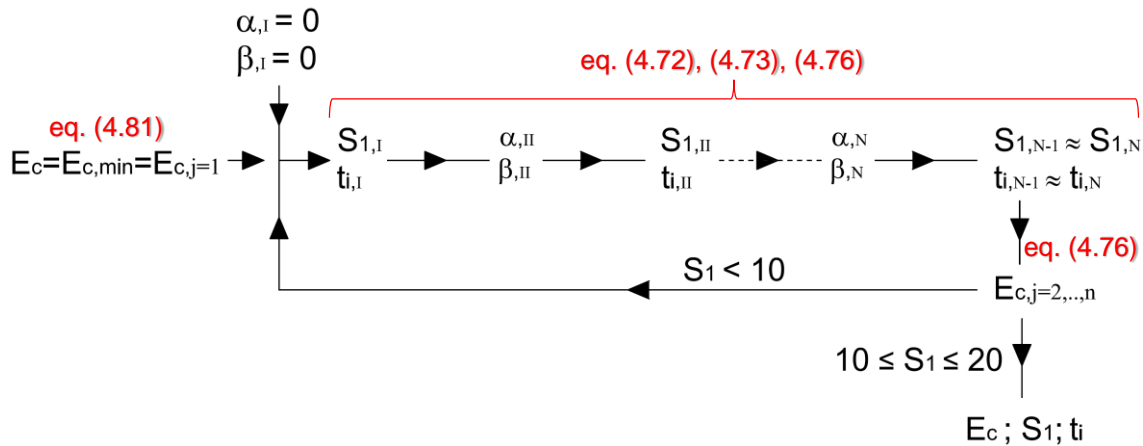 α,I = 0
β,I = 0
eq. (4.72), (4.73), (4.76)
eq. (4.81)
Ec=Ec,min=Ec,j=1
S1,I
ti,I
α,II
β,II
S1,II
ti,II
α,N
β,N
S1,N-1 ≈ S1,N
ti,N-1 ≈ ti,N
eq. (4.76)
S1 < 10
Ec,j=2,..,n
10 ≤ S1 ≤ 20
Ec ; S1; ti